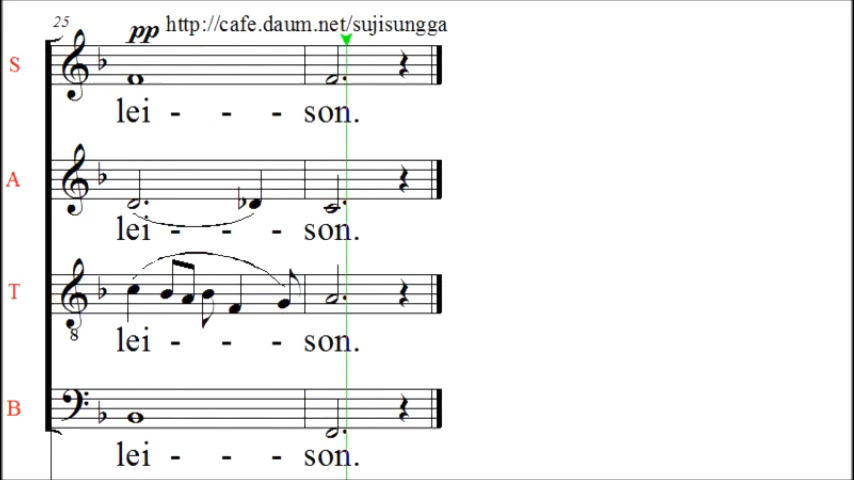 25
pp http://cafe.daum.net/sujisungga
S
lei - - - son.
A
lei - - - son.
T
8
lei - - - son.
B
lei - - - son.